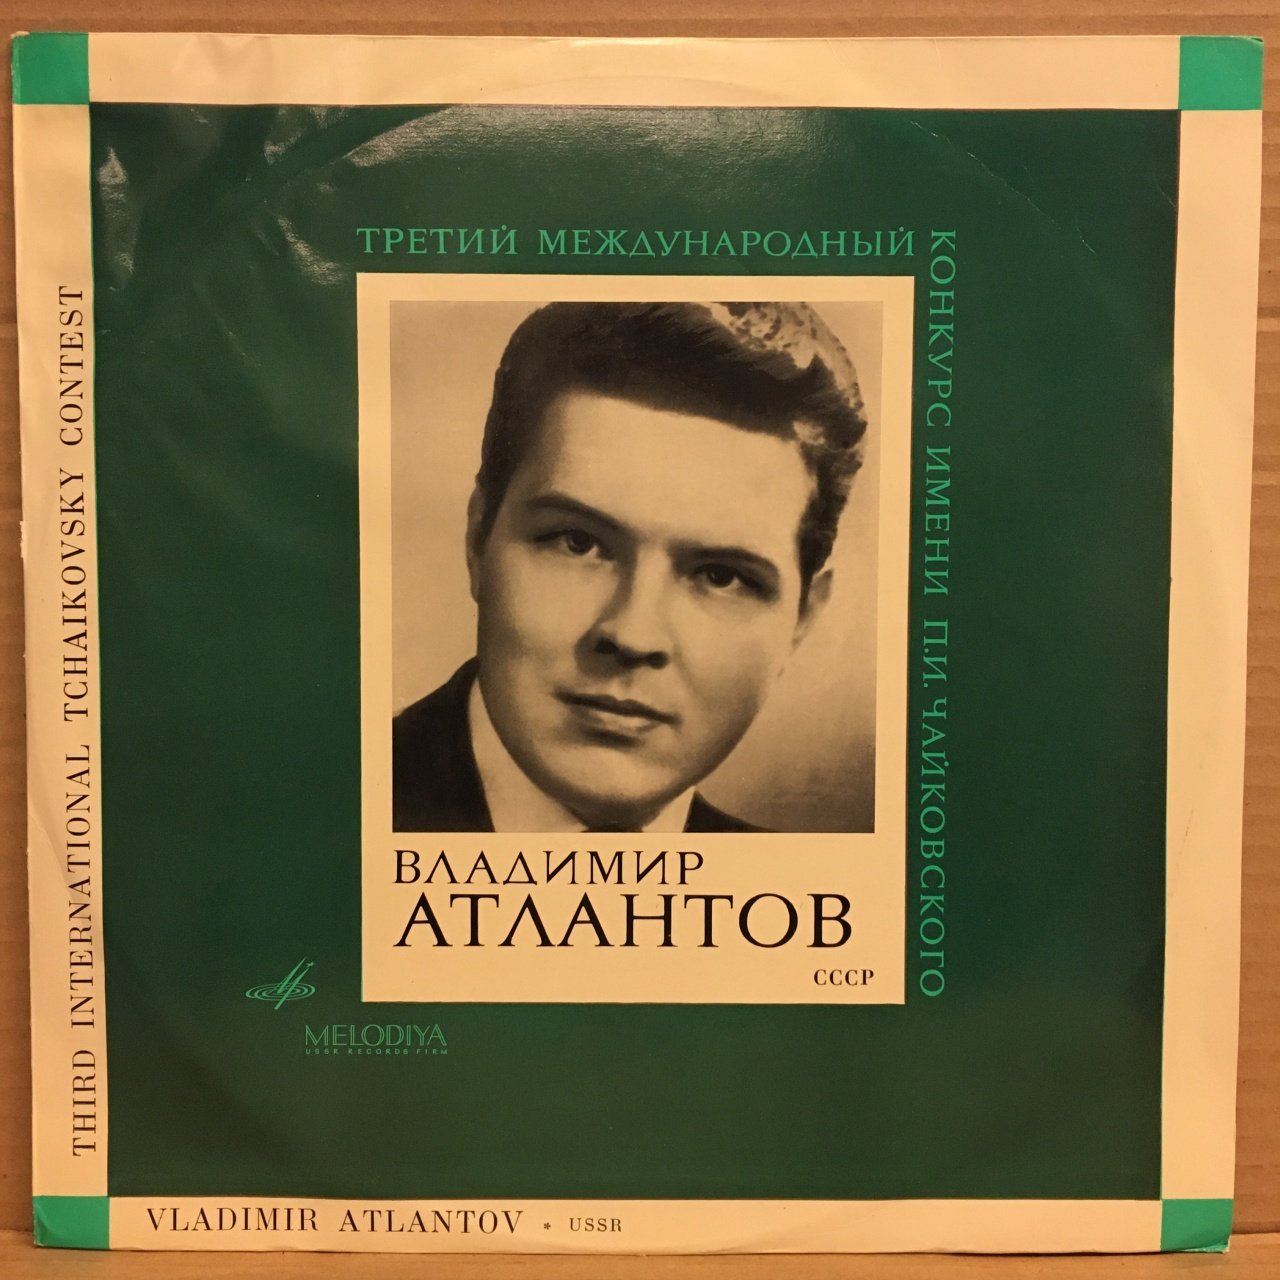 ТРЕТИЙ МЕЖДУНАРОДНЫЙ
КОНКУРС ИМЕНИ П.И. ЧАЙКОВСКОГО
ВЛАДИМИР
АТЛАНТОВ
СССР
MELODIYA
USSR RECORDS FIRM
THIRD INTERNATIONAL TCHAIKOVSKY CONTEST
VLADIMIR ATLANTOV * USSR